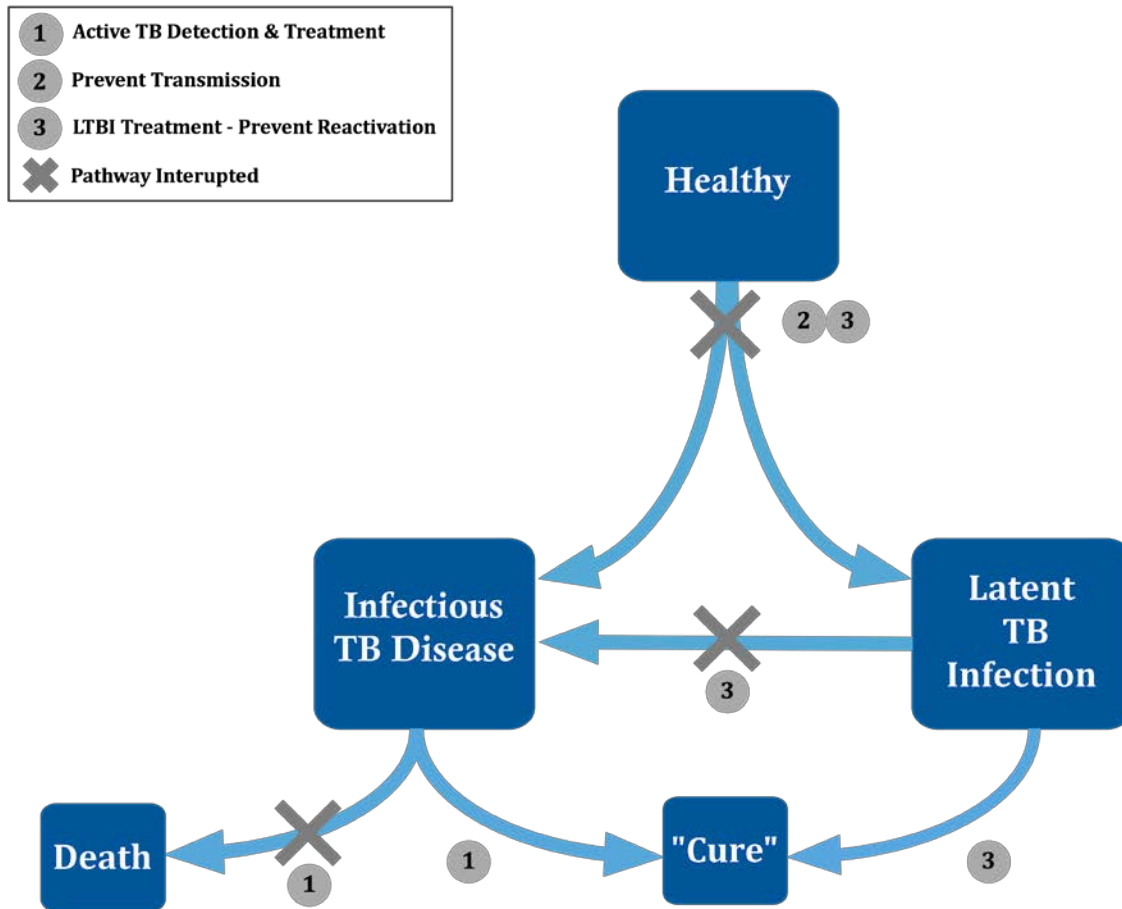 1 Active TB Detection & Treatment
2 Prevent Transmission
3 LTBI Treatment - Prevent Reactivation
Pathway Interupted
Healthy
2 3
Infectious
TB Disease
Latent
TB
Infection
3
Death
1
1
"Cure"
3